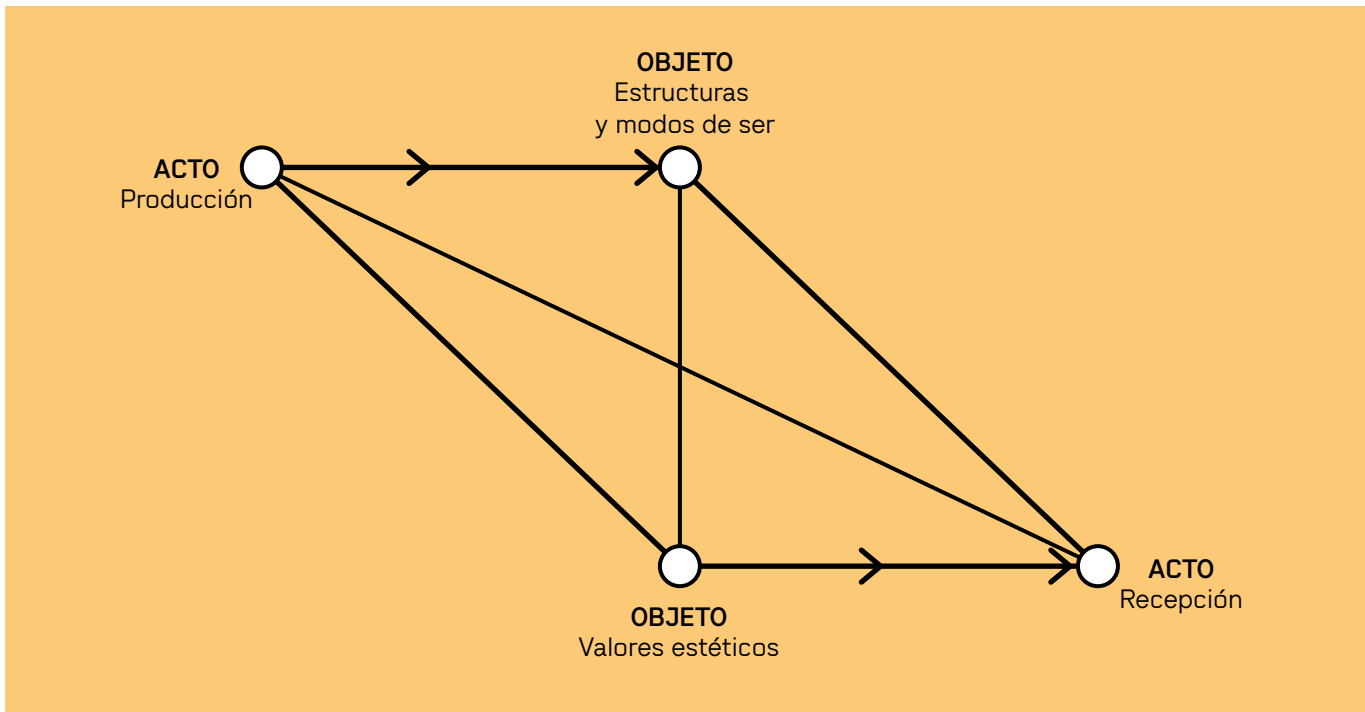 OBJETO
Estructuras
y modos de ser
ACTO
Producción
OBJETO
Valores estéticos
ACTO
Recepción